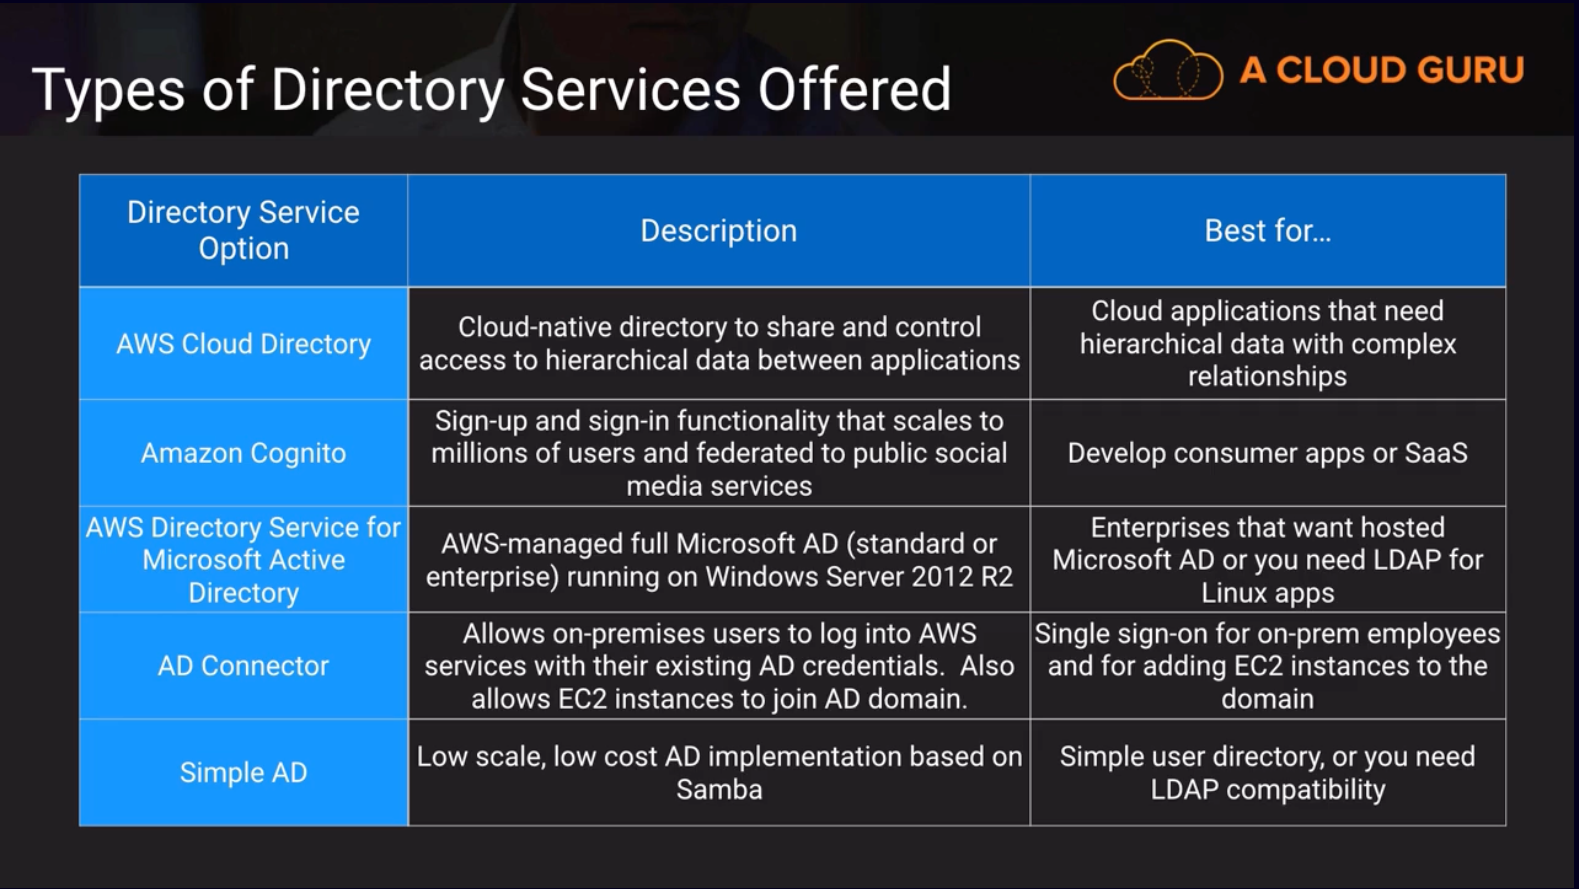 Types of Directory Services Offered
A CLOUD GURU
Directory Service
Option
Description
Best for...
AWS Cloud Directory
Cloud-native directory to share and control
access to hierarchical data between applications
Cloud applications that need
hierarchical data with complex
relationships
Amazon Cognito
Sign-up and sign-in functionality that scales to
millions of users and federated to public social
media services
Develop consumer apps or SaaS
AWS Directory Service for
Microsoft Active
Directory
AWS-managed full Microsoft AD (standard or
enterprise) running on Windows Server 2012 R2
Enterprises that want hosted
Microsoft AD or you need LDAP for
Linux apps
AD Connector
Allows on-premises users to log into AWS
services with their existing AD credentials. Also
allows EC2 instances to join AD domain.
Single sign-on for on-prem employees
and for adding EC2 instances to the
domain
Simple AD
Low scale, low cost AD implementation based on
Samba
Simple user directory, or you need
LDAP compatibility